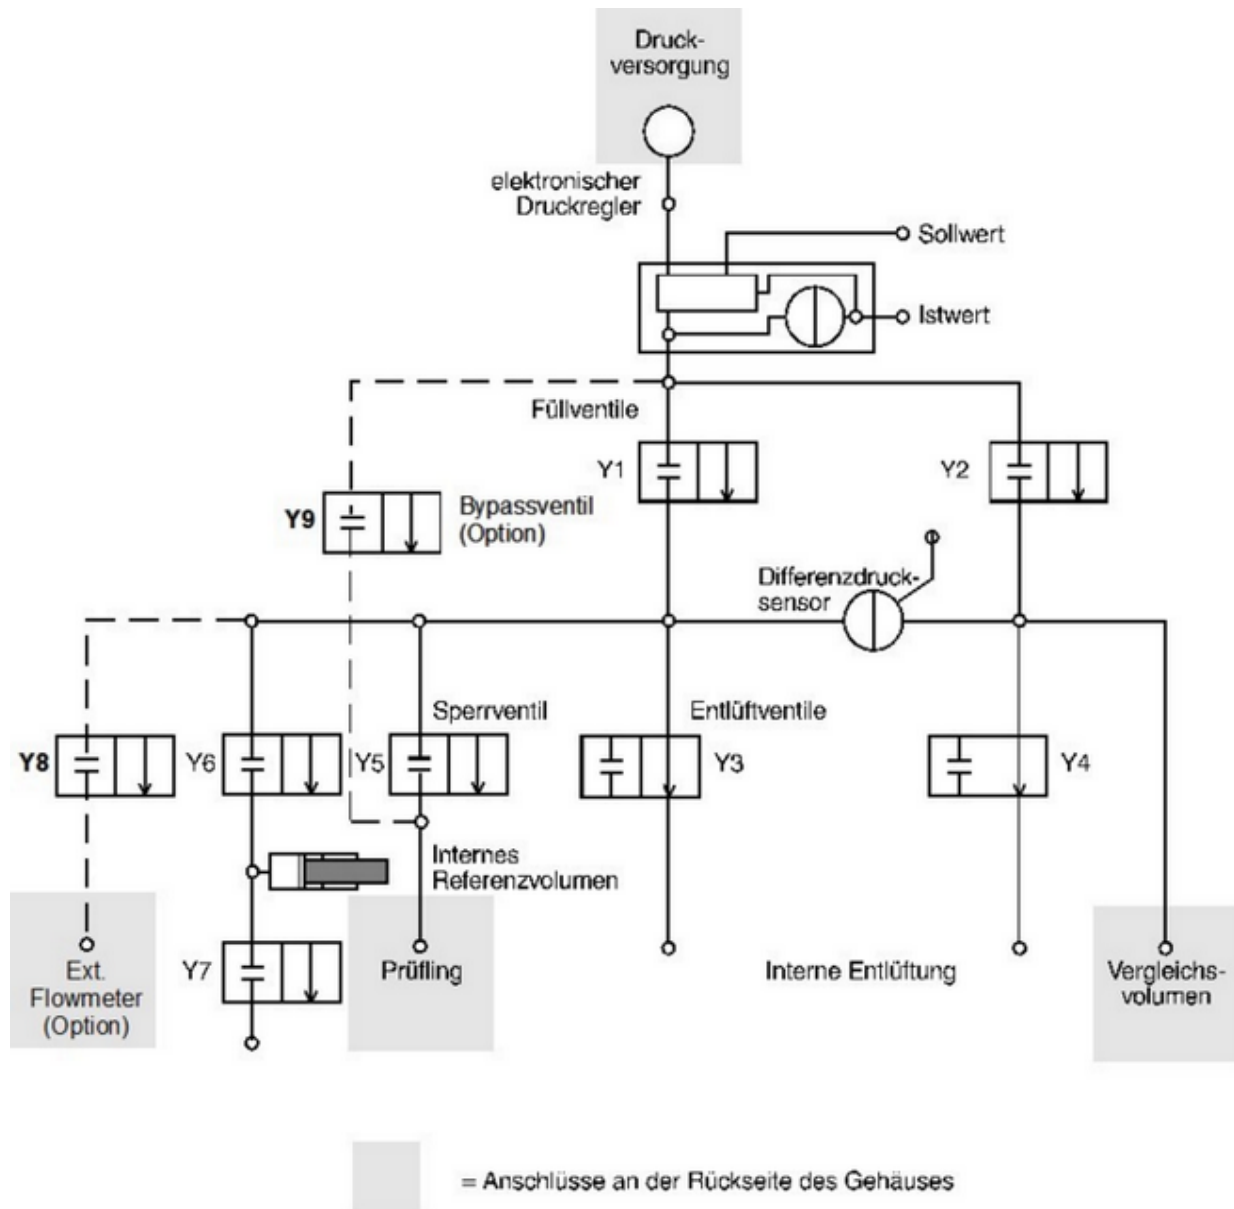 Druck-
versorgung
elektronischer
Druckregler
Sollwert
Istwert
Füllventile
Y1
Y2
Y9
Bypassventil
(Option)
Differenzdruck-
sensor
Sperrventil
Entlüftventile
Y8
Y6
Y5
Y3
Y4
Internes
Referenzvolumen
Ext.
Flowmeter
(Option)
Y7
Prüfling
Interne Entlüftung
Vergleichs-
volumen
= Anschlüsse an der Rückseite des Gehäuses